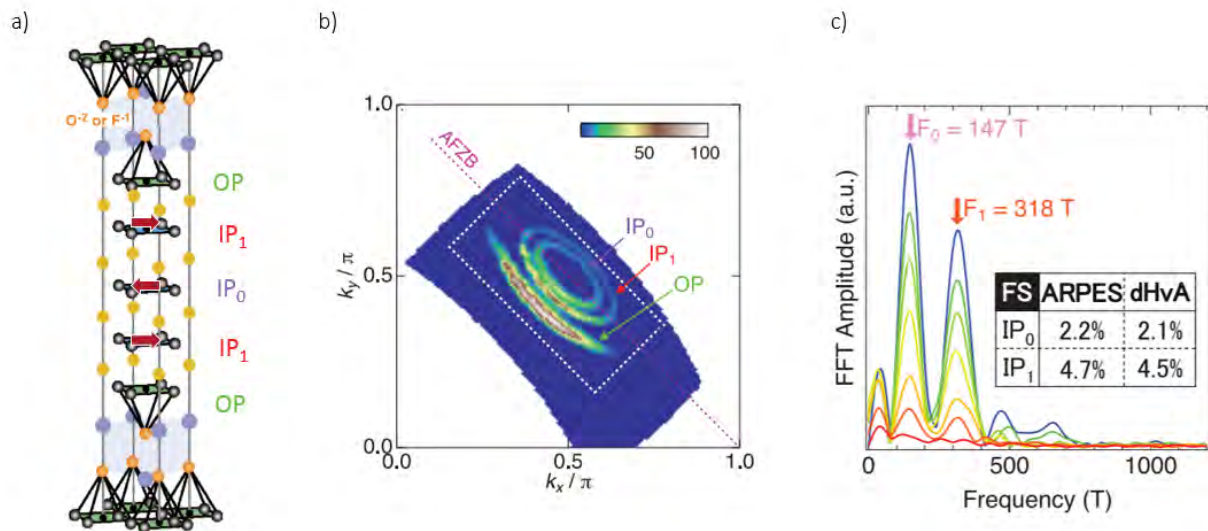 a)
O⁻² or F⁻¹
OP
IP₁
IP₀
IP₁
OP
b)
1.0
0.5
0.0
0.0
0.5
1.0
k_y / π
k_x / π
AFZB
50
100
IP₀
IP₁
OP
c)
F₀ = 147 T
F₁ = 318 T
FFT Amplitude (a.u.)
FS ARPES dHvA
IP₀ 2.2% 2.1%
IP₁ 4.7% 4.5%
0
500
1000
Frequency (T)